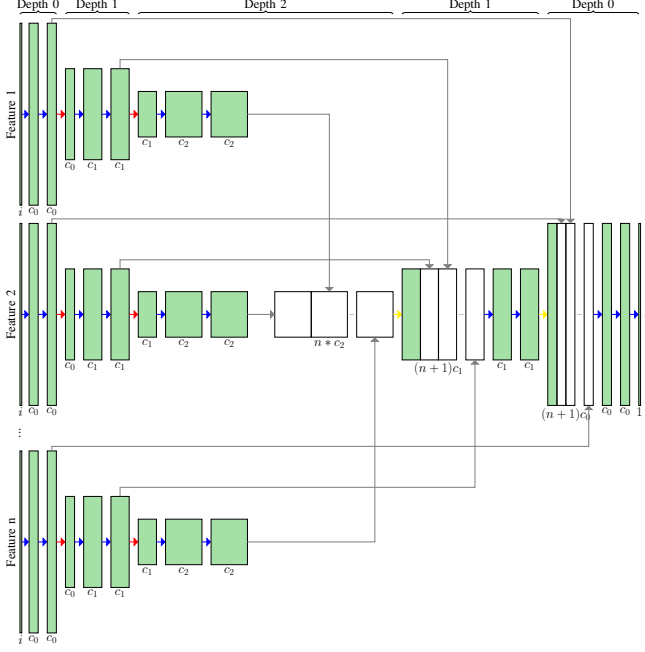 Depth 0 Depth 1 Depth 2 Depth 1 Depth 0
Feature 1
i c₀ c₀ c₀ c₁ c₁ c₁ c₂ c₂
Feature 2
i c₀ c₀ c₀ c₁ c₁ c₁ c₂ c₂ n ∗ c₂ (n + 1)c₁ c₁ c₁ (n + 1)c₀ c₀ c₀ 1
...
Feature n
i c₀ c₀ c₀ c₁ c₁ c₁ c₂ c₂